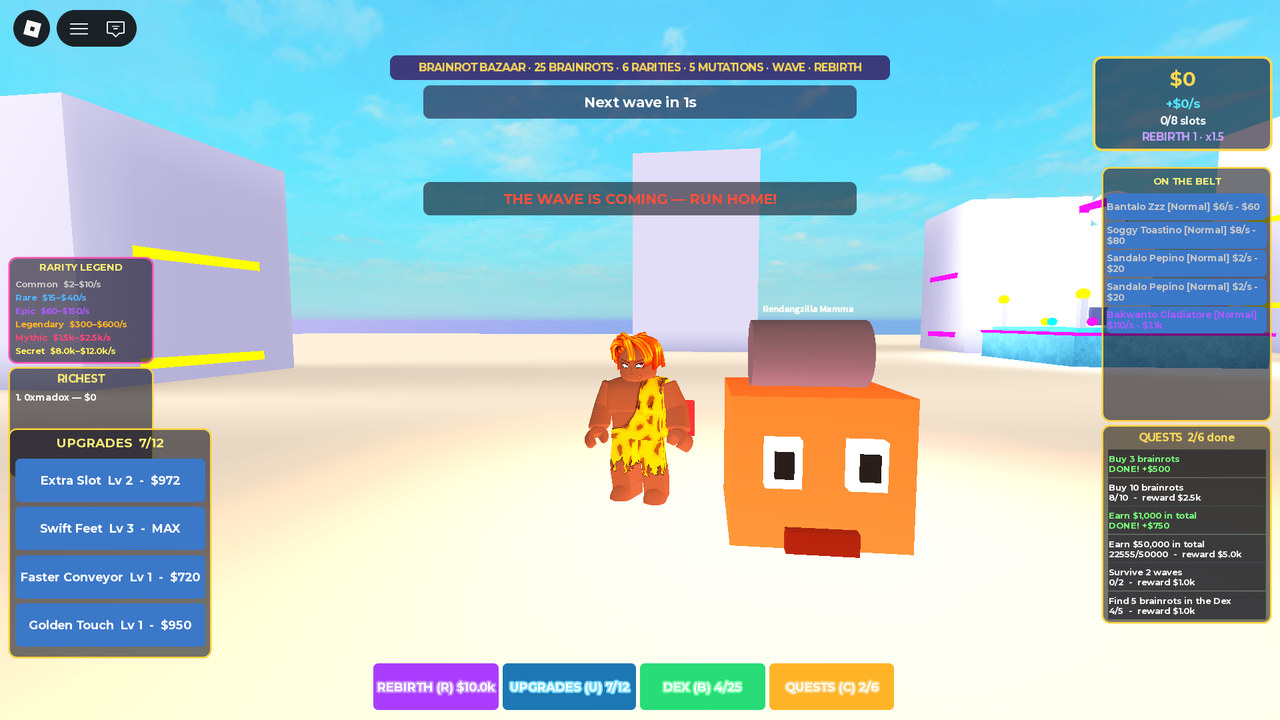 BRAINROT BAZAAR · 25 BRAINROTS · 6 RARITIES · 5 MUTATIONS · WAVE · REBIRTH
Next wave in 1s
THE WAVE IS COMING — RUN HOME!
$0
+$0/s
0/8 slots
REBIRTH 1 · x1.5
ON THE BELT
Bantalo Zzz [Normal] $6/s - $60
Soggy Toastino [Normal] $8/s -
$80
Sandalo Pepino [Normal] $2/s -
$20
Sandalo Pepino [Normal] $2/s -
$20
Bakwanto Gladiatore [Normal]
$110/s - $1.1k
RARITY LEGEND
Common $2–$10/s
Rare $15–$40/s
Epic $60–$150/s
Legendary $300–$600/s
Mythic $1.5k–$2.5k/s
Secret $8.0k–$12.0k/s
RICHEST
1. 0xmadox — $0
UPGRADES 7/12
Extra Slot Lv 2 - $972
Swift Feet Lv 3 - MAX
Faster Conveyor Lv 1 - $720
Golden Touch Lv 1 - $950
Rendangzilla Mamma
QUESTS 2/6 done
Buy 3 brainrots
DONE! +$500
Buy 10 brainrots
8/10 - reward $2.5k
Earn $1,000 in total
DONE! +$750
Earn $50,000 in total
22555/50000 - reward $5.0k
Survive 2 waves
0/2 - reward $1.0k
Find 5 brainrots in the Dex
4/5 - reward $1.0k
REBIRTH (R) $10.0k
UPGRADES (U) 7/12
DEX (B) 4/25
QUESTS (C) 2/6